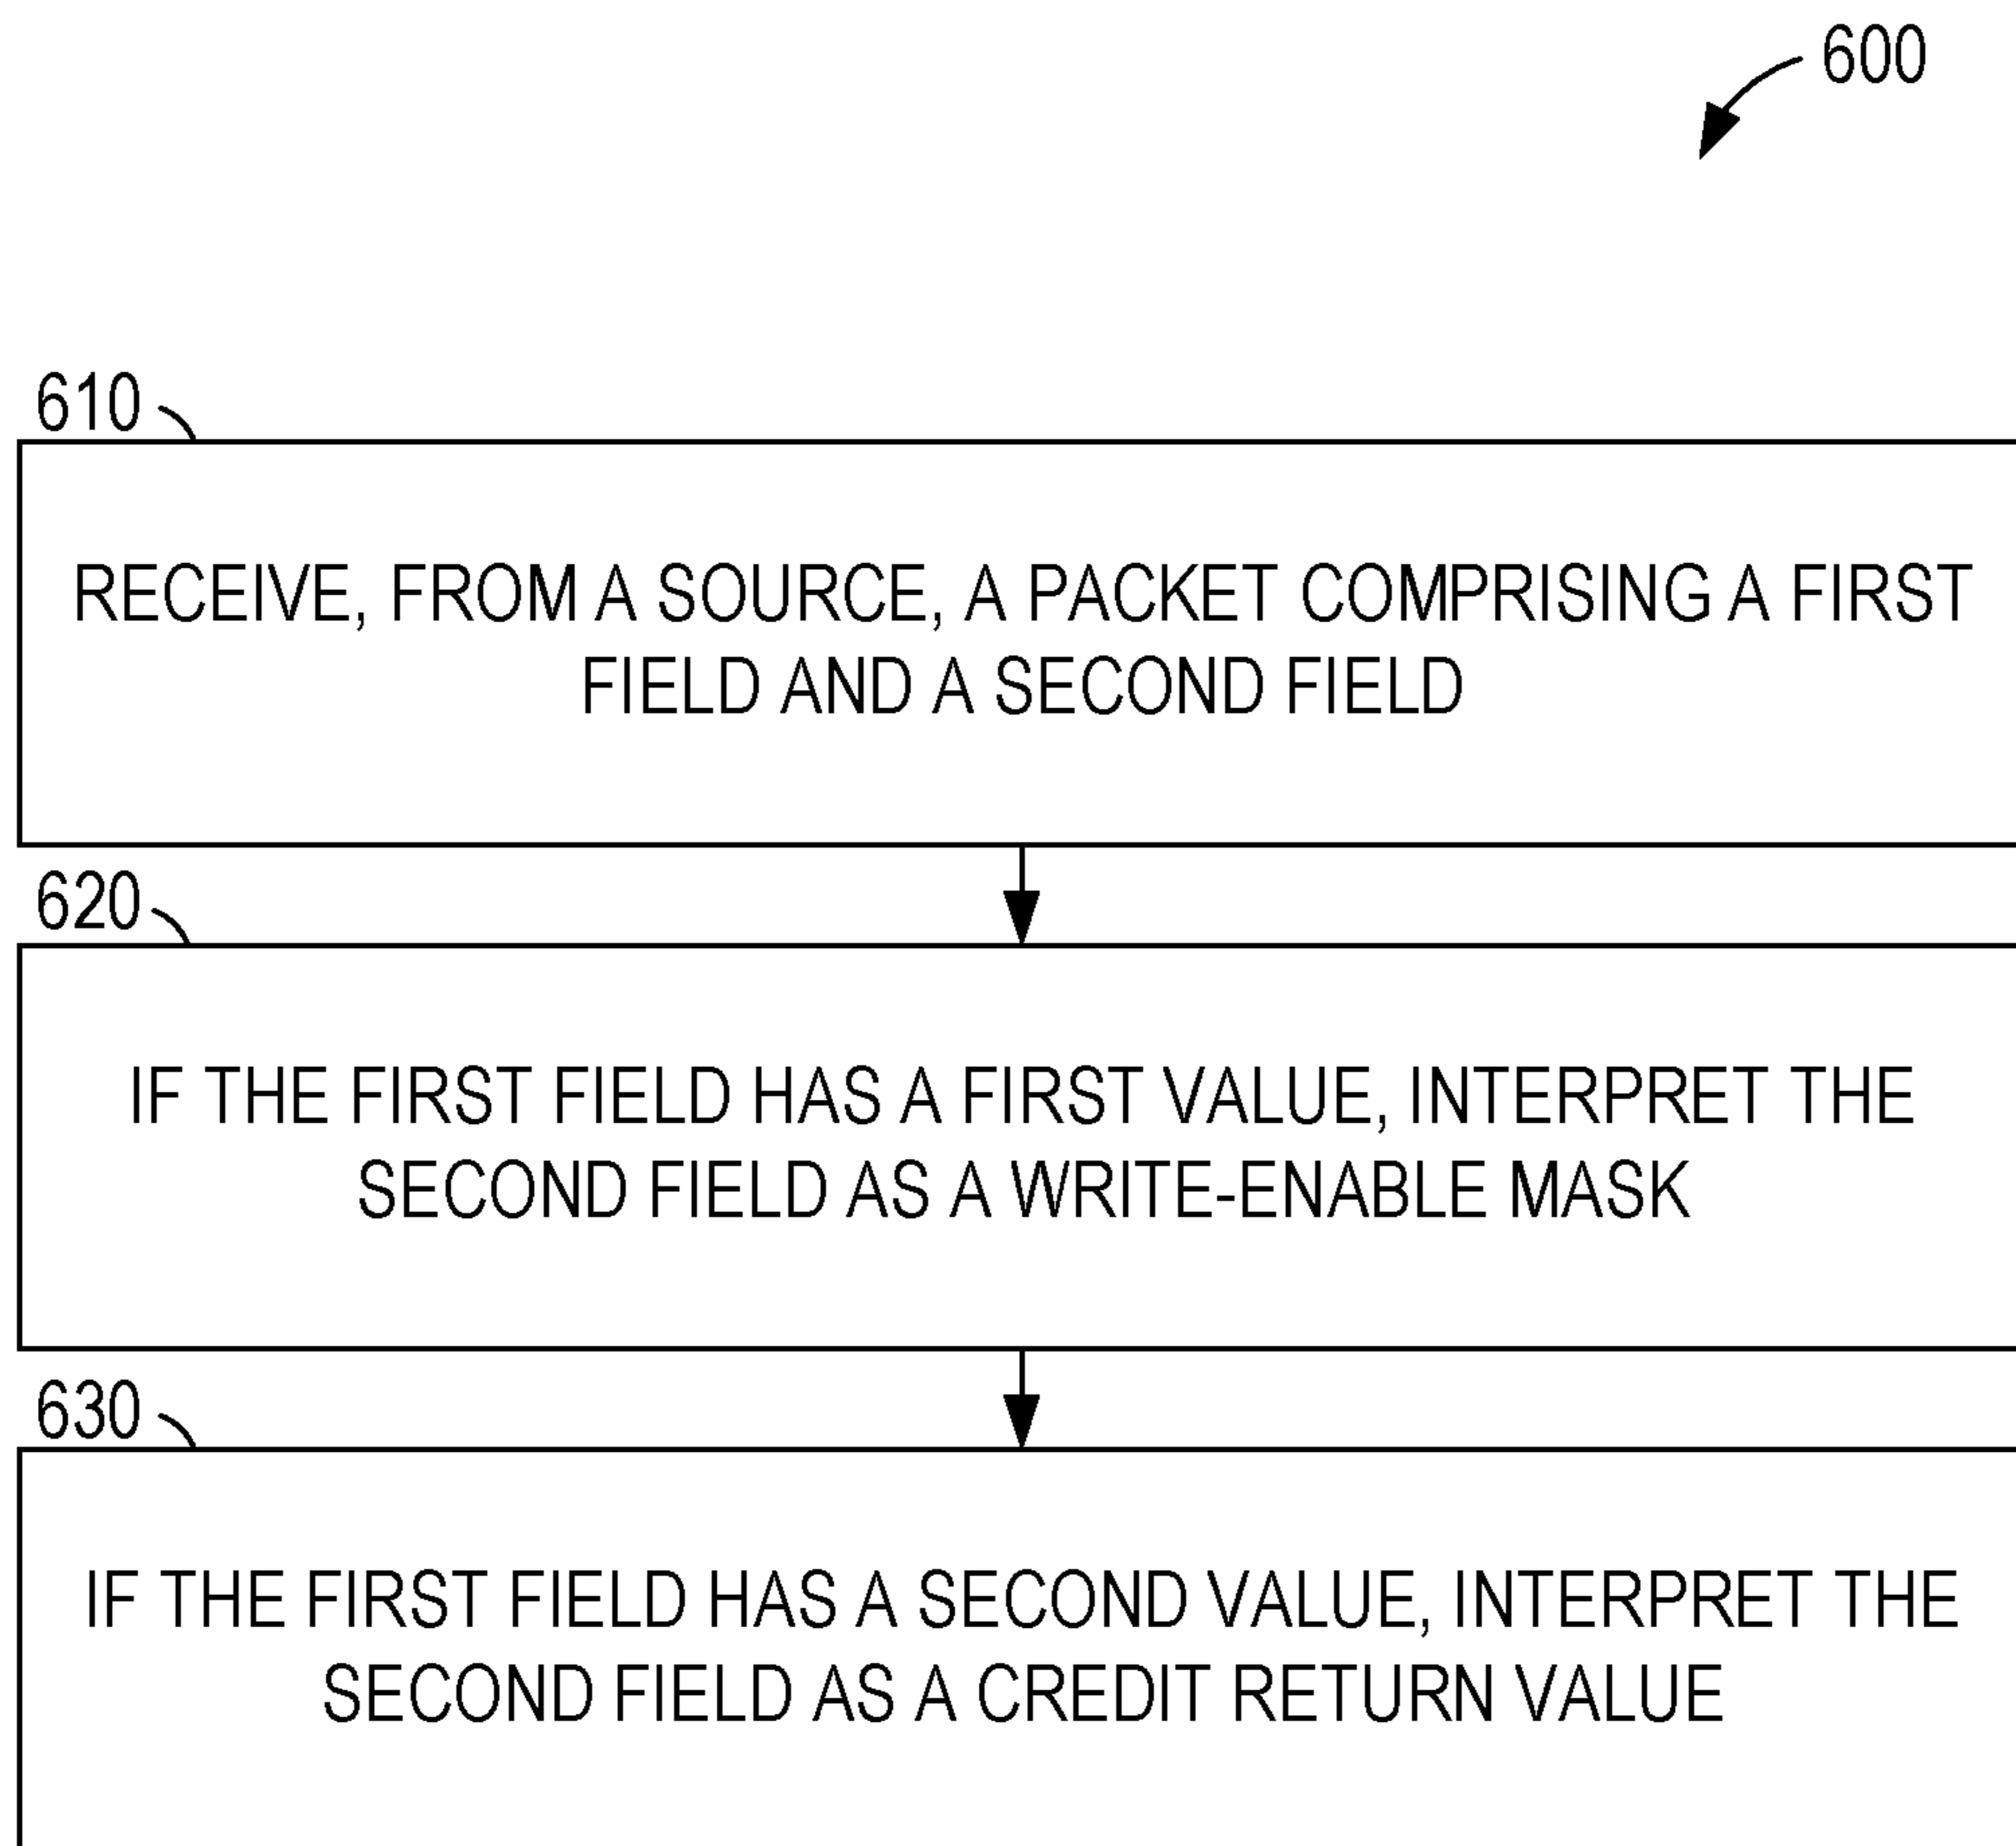 600
610
RECEIVE, FROM A SOURCE, A PACKET COMPRISING A FIRST
FIELD AND A SECOND FIELD
620
IF THE FIRST FIELD HAS A FIRST VALUE, INTERPRET THE
SECOND FIELD AS A WRITE-ENABLE MASK
630
IF THE FIRST FIELD HAS A SECOND VALUE, INTERPRET THE
SECOND FIELD AS A CREDIT RETURN VALUE